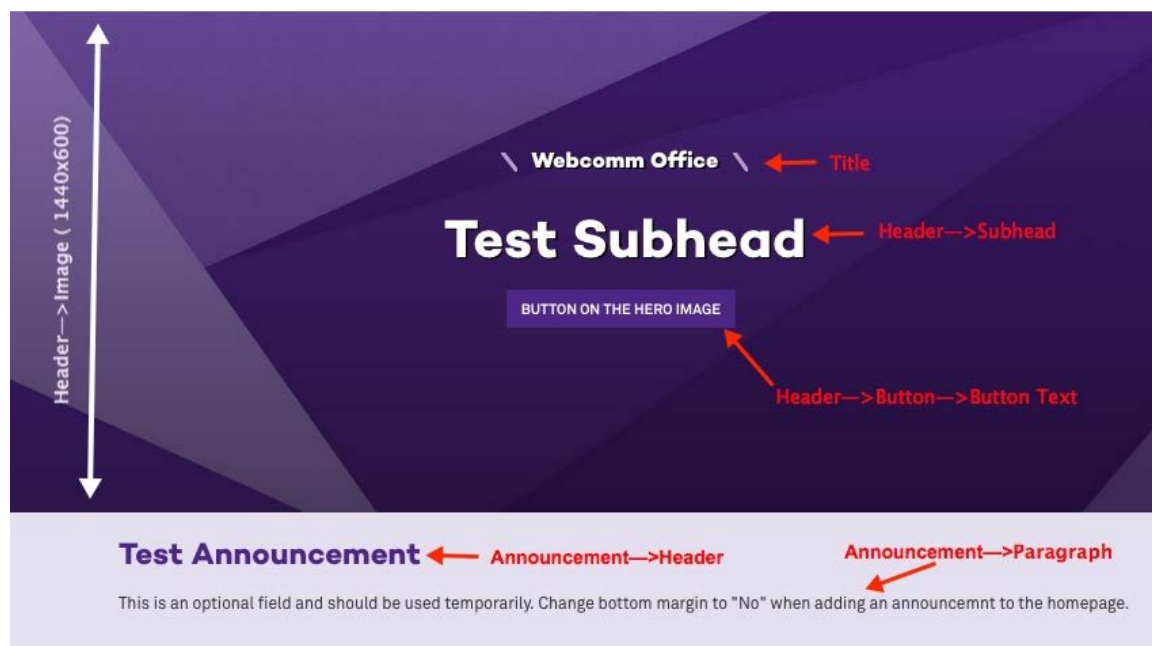 Header—>Image ( 1440x600)
\ Webcomm Office \
Title
Test Subhead
Header—>Subhead
BUTTON ON THE HERO IMAGE
Header—>Button—>Button Text
Test Announcement
Announcement—>Header
Announcement—>Paragraph
This is an optional field and should be used temporarily. Change bottom margin to "No" when adding an announcemnt to the homepage.